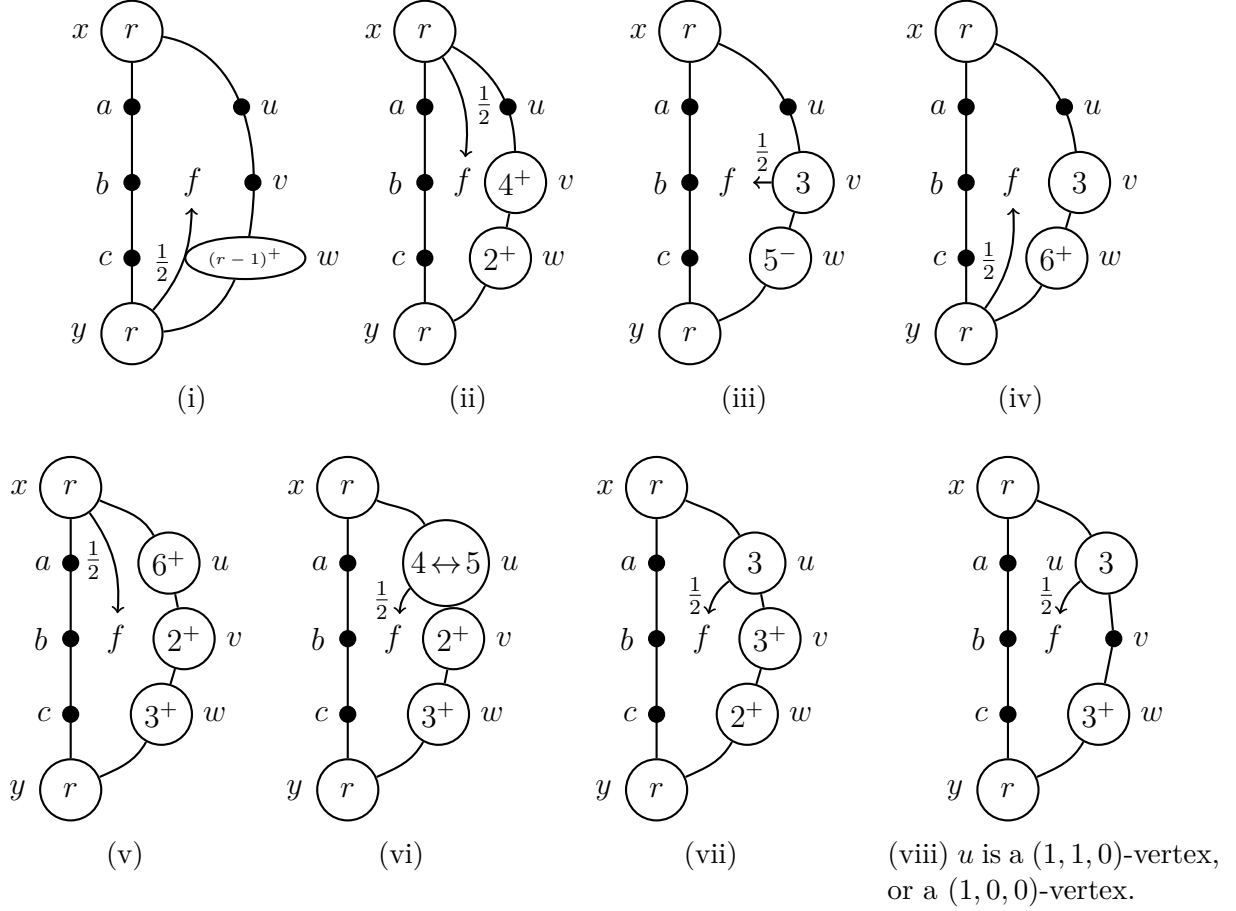 x r
a u
b f v
c 1/2 (r − 1)⁺ w
y r
(i)
x r
a 1/2 u
b f 4⁺ v
c 2⁺ w
y r
(ii)
x r
a u
b f 1/2 3 v
c 5⁻ w
y r
(iii)
x r
a u
b f 3 v
c 1/2 6⁺ w
y r
(iv)
x r
a 1/2 6⁺ u
b f 2⁺ v
c 3⁺ w
y r
(v)
x r
a 4↔5 u
1/2
b f 2⁺ v
c 3⁺ w
y r
(vi)
x r
a 3 u
1/2
b f 3⁺ v
c 2⁺ w
y r
(vii)
x r
a u 3
1/2
b f v
c 3⁺ w
y r
(viii) u is a (1, 1, 0)-vertex,
or a (1, 0, 0)-vertex.